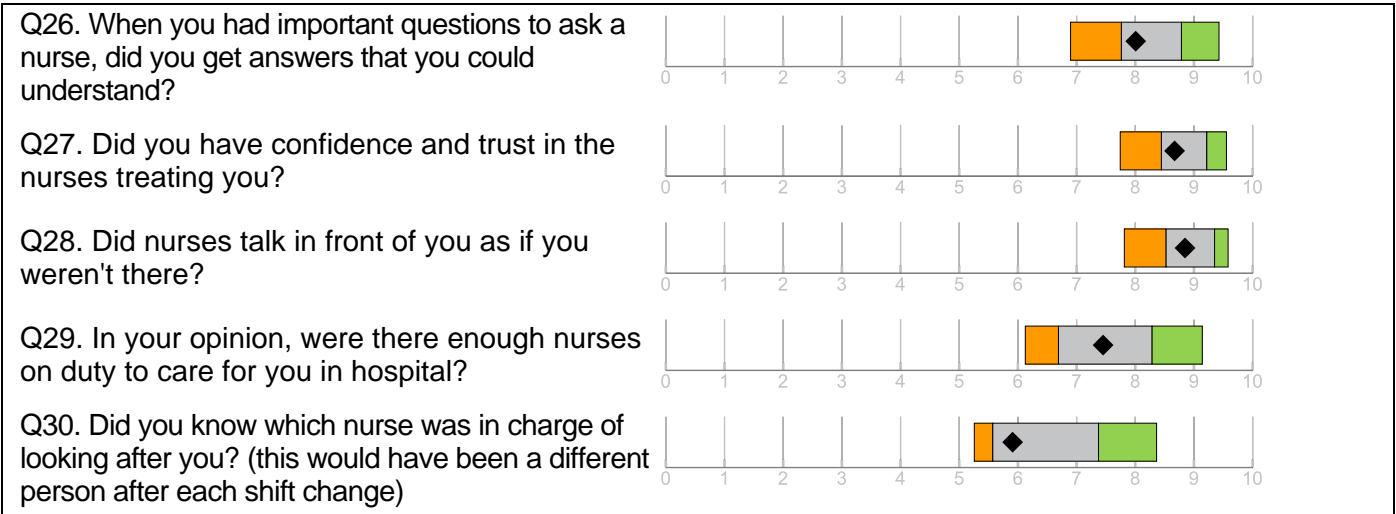 Q26. When you had important questions to ask a
nurse, did you get answers that you could
understand?
0 1 2 3 4 5 6 7 8 9 10
Q27. Did you have confidence and trust in the
nurses treating you?
0 1 2 3 4 5 6 7 8 9 10
Q28. Did nurses talk in front of you as if you
weren't there?
0 1 2 3 4 5 6 7 8 9 10
Q29. In your opinion, were there enough nurses
on duty to care for you in hospital?
0 1 2 3 4 5 6 7 8 9 10
Q30. Did you know which nurse was in charge of
looking after you? (this would have been a different
person after each shift change)
0 1 2 3 4 5 6 7 8 9 10